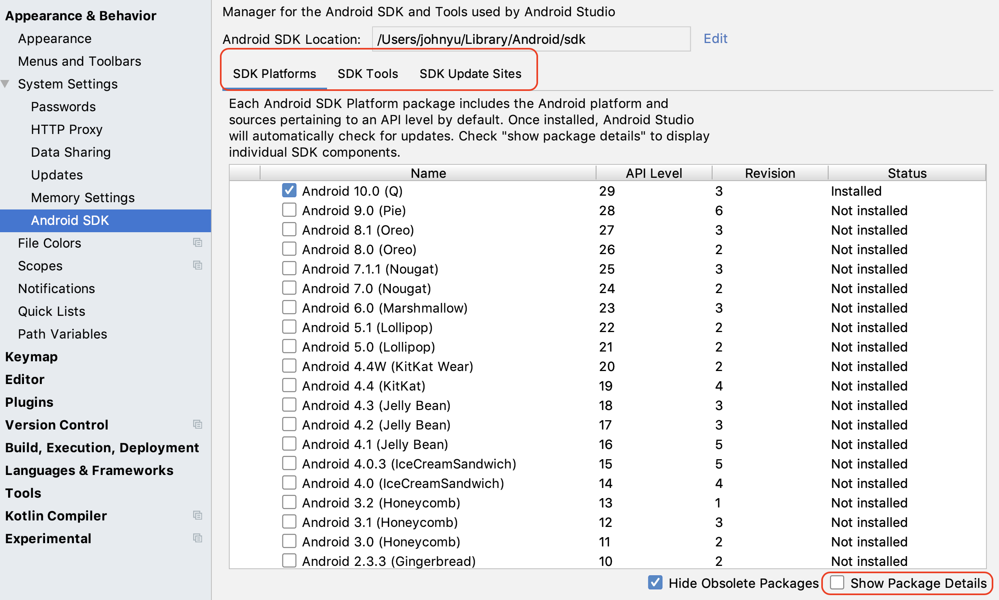 Appearance & Behavior
Appearance
Menus and Toolbars
System Settings
Passwords
HTTP Proxy
Data Sharing
Updates
Memory Settings
Android SDK
File Colors
Scopes
Notifications
Quick Lists
Path Variables
Keymap
Editor
Plugins
Version Control
Build, Execution, Deployment
Languages & Frameworks
Tools
Kotlin Compiler
Experimental
Manager for the Android SDK and Tools used by Android Studio
Android SDK Location: /Users/johnyu/Library/Android/sdk Edit
SDK Platforms SDK Tools SDK Update Sites
Each Android SDK Platform package includes the Android platform and
sources pertaining to an API level by default. Once installed, Android Studio
will automatically check for updates. Check "show package details" to display
individual SDK components.
Name API Level Revision Status
Android 10.0 (Q) 29 3 Installed
Android 9.0 (Pie) 28 6 Not installed
Android 8.1 (Oreo) 27 3 Not installed
Android 8.0 (Oreo) 26 2 Not installed
Android 7.1.1 (Nougat) 25 3 Not installed
Android 7.0 (Nougat) 24 2 Not installed
Android 6.0 (Marshmallow) 23 3 Not installed
Android 5.1 (Lollipop) 22 2 Not installed
Android 5.0 (Lollipop) 21 2 Not installed
Android 4.4W (KitKat Wear) 20 2 Not installed
Android 4.4 (KitKat) 19 4 Not installed
Android 4.3 (Jelly Bean) 18 3 Not installed
Android 4.2 (Jelly Bean) 17 3 Not installed
Android 4.1 (Jelly Bean) 16 5 Not installed
Android 4.0.3 (IceCreamSandwich) 15 5 Not installed
Android 4.0 (IceCreamSandwich) 14 4 Not installed
Android 3.2 (Honeycomb) 13 1 Not installed
Android 3.1 (Honeycomb) 12 3 Not installed
Android 3.0 (Honeycomb) 11 2 Not installed
Android 2.3.3 (Gingerbread) 10 2 Not installed
Hide Obsolete Packages Show Package Details